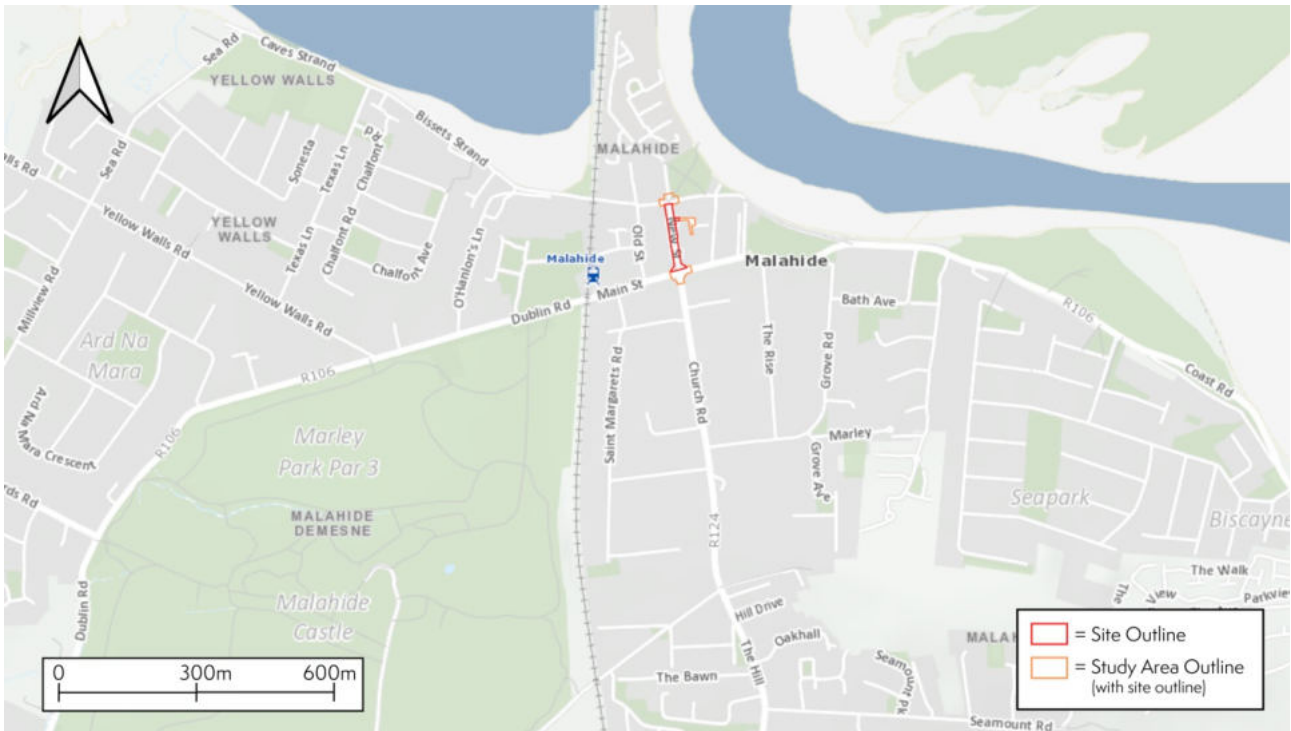 Sea Rd
Caves Strand
YELLOW WALLS
Bissets Strand
Sea Rd
Sonesta
Texas Ln
Chalfont
Pk
MALAHIDE
Yellow Walls Rd
YELLOW
WALLS
Texas Ln
Chalfont Rd
Chalfont Ave
O'Hanlon's Ln
Old St
New St
Malahide
Malahide
Main St
Dublin Rd
Millview Rd
Yellow Walls Rd
Bath Ave
R106
Coast Rd
Ard Na
Mara
R106
Saint Margarets Rd
Church Rd
The Rise
Grove Rd
Ard Na
Mara Crescent
R106
Marley
Park Par 3
Marley
Grove Ave
Seapark
Biscayne
MALAHIDE
DEMESNE
R124
Dublin Rd
Malahide
Castle
The Walk
The
View
Parkview
Hill Drive
Oakhall
The Hill
The Bawn
Seamount Pk
Seamount Rd
0 300m 600m
= Site Outline
= Study Area Outline
(with site outline)